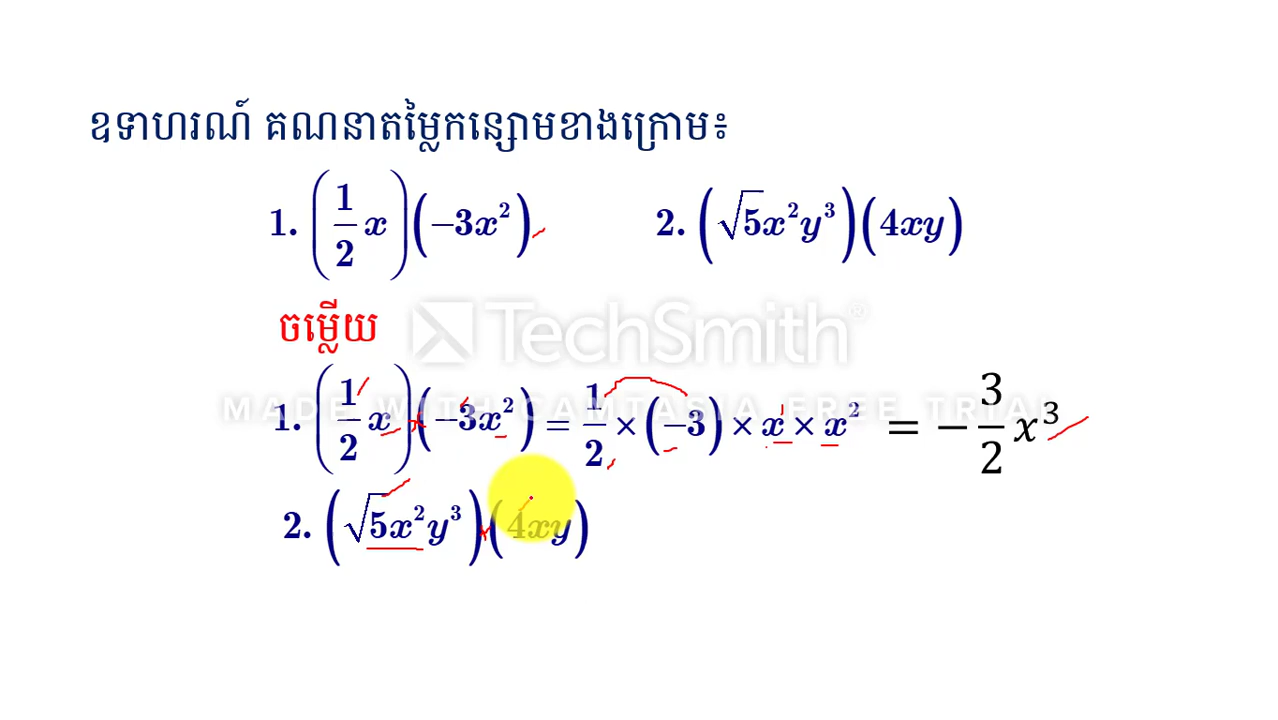 ឧទាហរណ៍ គណនាតម្លៃកន្សោមខាងក្រោម៖
1. (1/2 x)(−3x²) 2. (√5x²y³)(4xy)
ចម្លើយ
TechSmith®
MADE WITH CAMTASIA FREE TRIAL
1. (1/2 x)(−3x²) = 1/2 × (−3) × x × x² = −3/2 x³
2. (√5x²y³)(4xy)